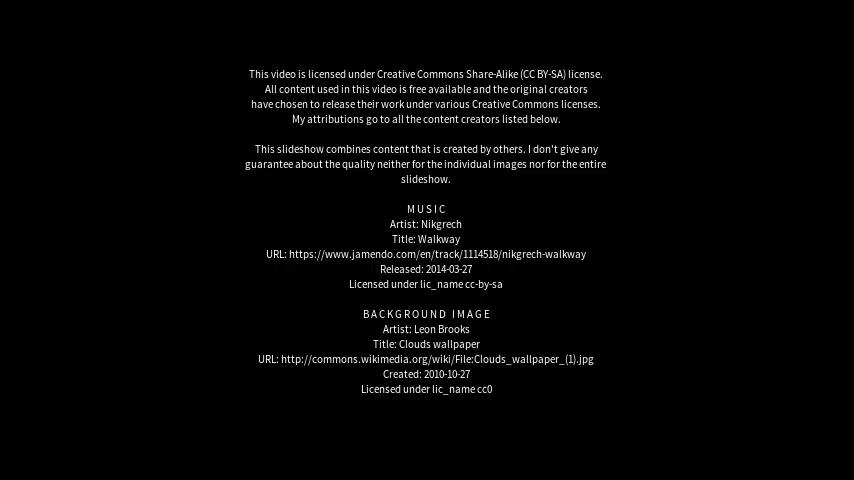 This video is licensed under Creative Commons Share-Alike (CC BY-SA) license.
All content used in this video is free available and the original creators
have chosen to release their work under various Creative Commons licenses.
My attributions go to all the content creators listed below.
This slideshow combines content that is created by others. I don't give any
guarantee about the quality neither for the individual images nor for the entire
slideshow.
MUSIC
Artist: Nikgrech
Title: Walkway
URL: https://www.jamendo.com/en/track/1114518/nikgrech-walkway
Released: 2014-03-27
Licensed under lic_name cc-by-sa
BACKGROUND IMAGE
Artist: Leon Brooks
Title: Clouds wallpaper
URL: http://commons.wikimedia.org/wiki/File:Clouds_wallpaper_(1).jpg
Created: 2010-10-27
Licensed under lic_name cc0